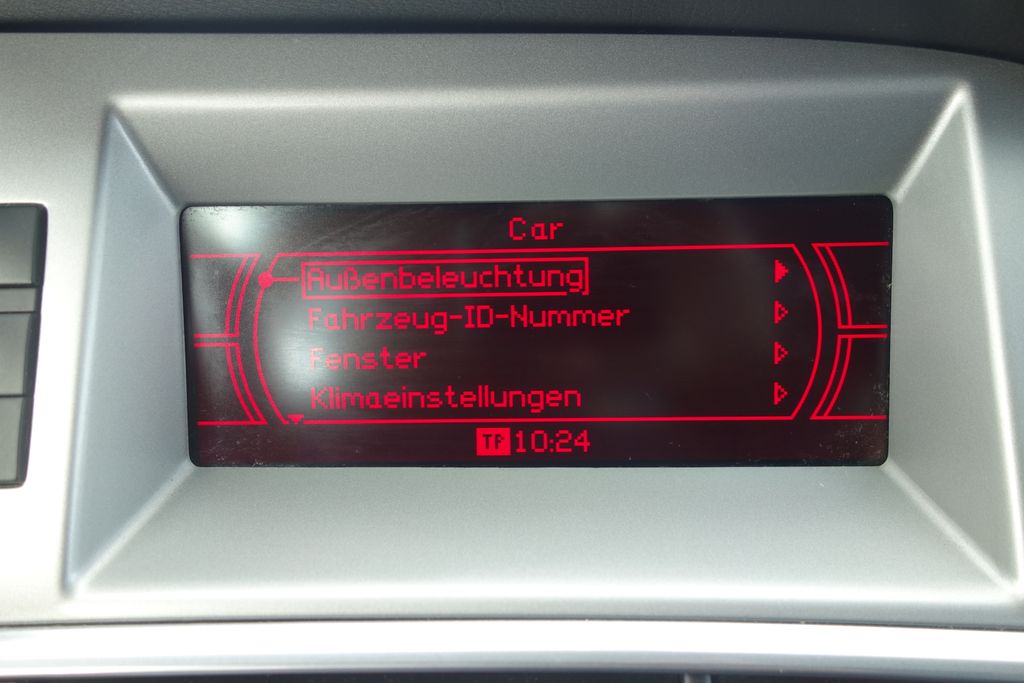 Car
Außenbeleuchtung
Fahrzeug-ID-Nummer
Fenster
Klimaeinstellungen
TP 10:24